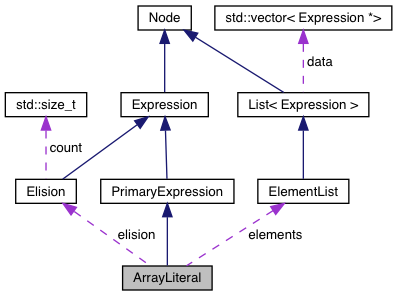 Node
std::vector< Expression *>
data
std::size_t
Expression
List< Expression >
count
Elision
PrimaryExpression
ElementList
elision
elements
ArrayLiteral